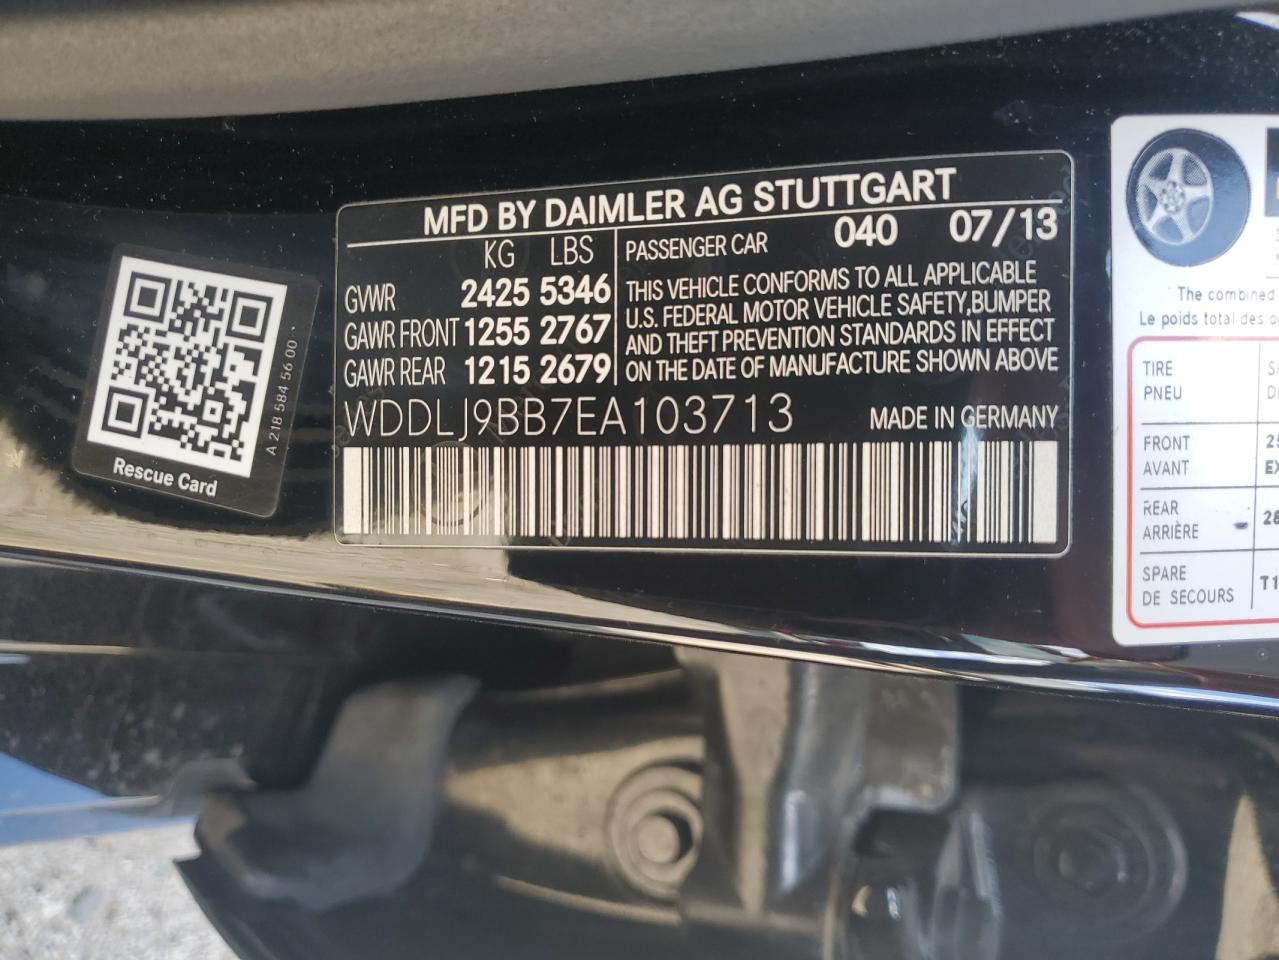 MFD BY DAIMLER AG STUTTGART
KG LBS
GVWR 2425 5346
GAWR FRONT 1255 2767
GAWR REAR 1215 2679
PASSENGER CAR 040 07/13
THIS VEHICLE CONFORMS TO ALL APPLICABLE
U.S. FEDERAL MOTOR VEHICLE SAFETY,BUMPER
AND THEFT PREVENTION STANDARDS IN EFFECT
ON THE DATE OF MANUFACTURE SHOWN ABOVE
WDDLJ9BB7EA103713 MADE IN GERMANY
A 218 584 56 00
Rescue Card
The combined
Le poids total des
TIRE
PNEU
FRONT
AVANT
REAR
ARRIÈRE
28
SPARE
DE SECOURS
T1